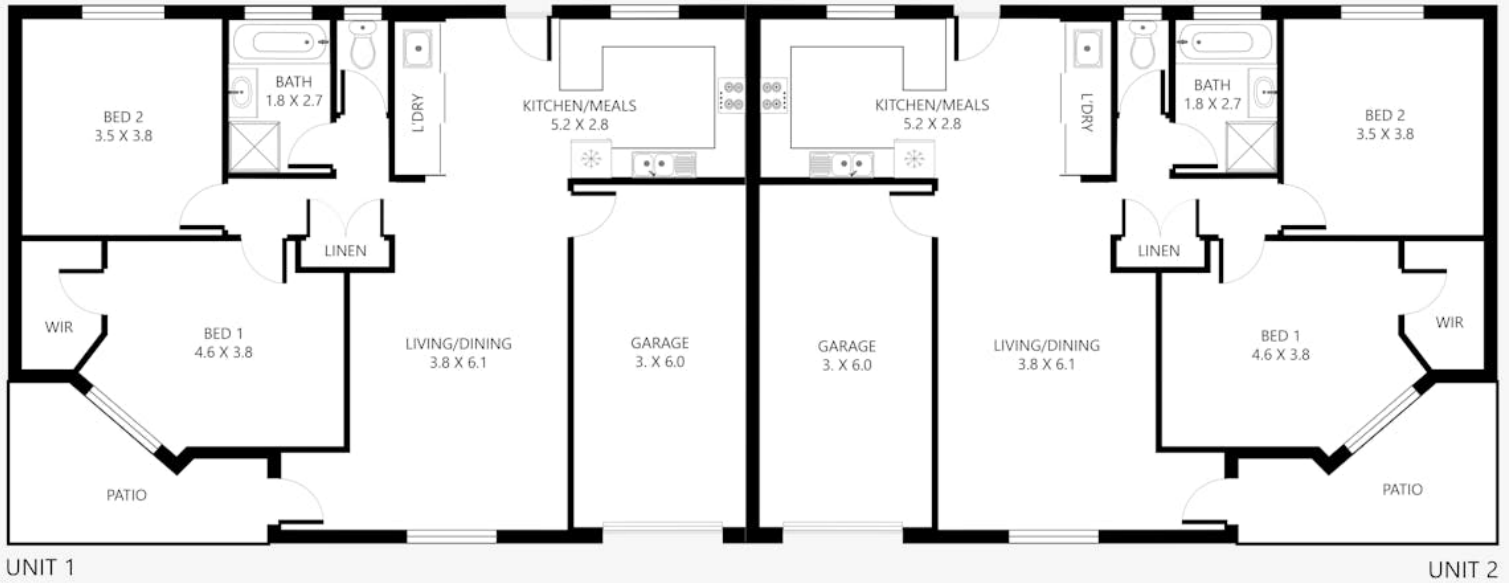 BED 2
3.5 X 3.8
BATH
1.8 X 2.7
L'DRY
KITCHEN/MEALS
5.2 X 2.8
LINEN
WIR
BED 1
4.6 X 3.8
LIVING/DINING
3.8 X 6.1
GARAGE
3. X 6.0
PATIO
UNIT 1
KITCHEN/MEALS
5.2 X 2.8
L'DRY
BATH
1.8 X 2.7
BED 2
3.5 X 3.8
LINEN
GARAGE
3. X 6.0
LIVING/DINING
3.8 X 6.1
BED 1
4.6 X 3.8
WIR
PATIO
UNIT 2